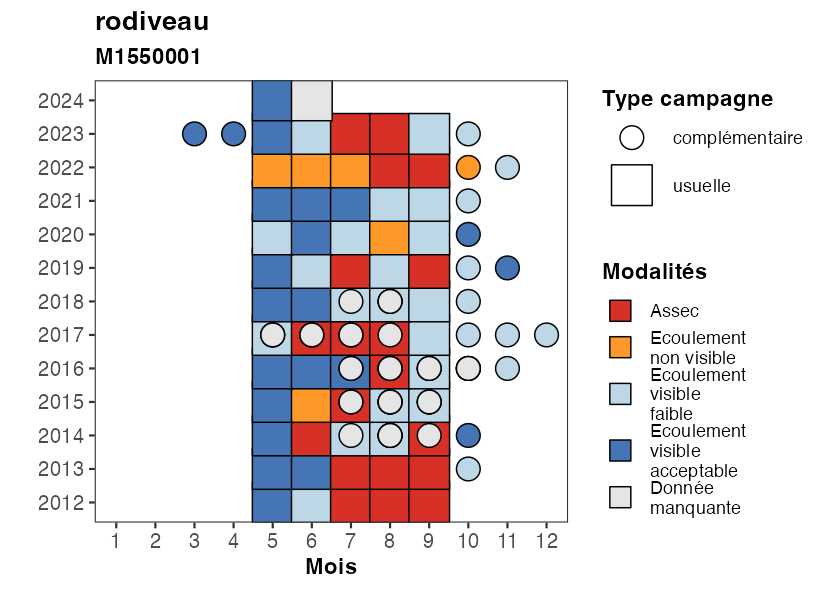 rodiveau
M1550001
2024
2023
2022
2021
2020
2019
2018
2017
2016
2015
2014
2013
2012
1 2 3 4 5 6 7 8 9 10 11 12
Mois
Type campagne
complémentaire
usuelle
Modalités
Assec
Ecoulement
non visible
Ecoulement
visible
faible
Ecoulement
visible
acceptable
Donnée
manquante